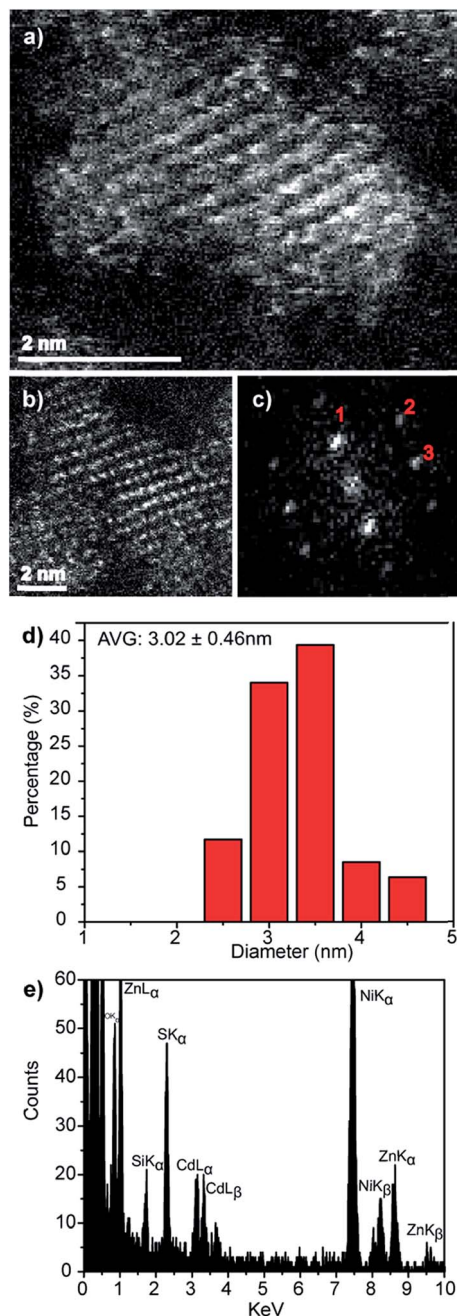 a)
2 nm
b)
2 nm
c)
1
2
3
d)
AVG: 3.02 ± 0.46nm
40
35
30
25
20
15
10
5
0
Percentage (%)
1 2 3 4 5
Diameter (nm)
e)
60
50
40
30
20
10
0
Counts
OKα
ZnLα
SiKα
SKα
CdLα
CdLβ
NiKα
NiKβ
ZnKα
ZnKβ
0 1 2 3 4 5 6 7 8 9 10
KeV